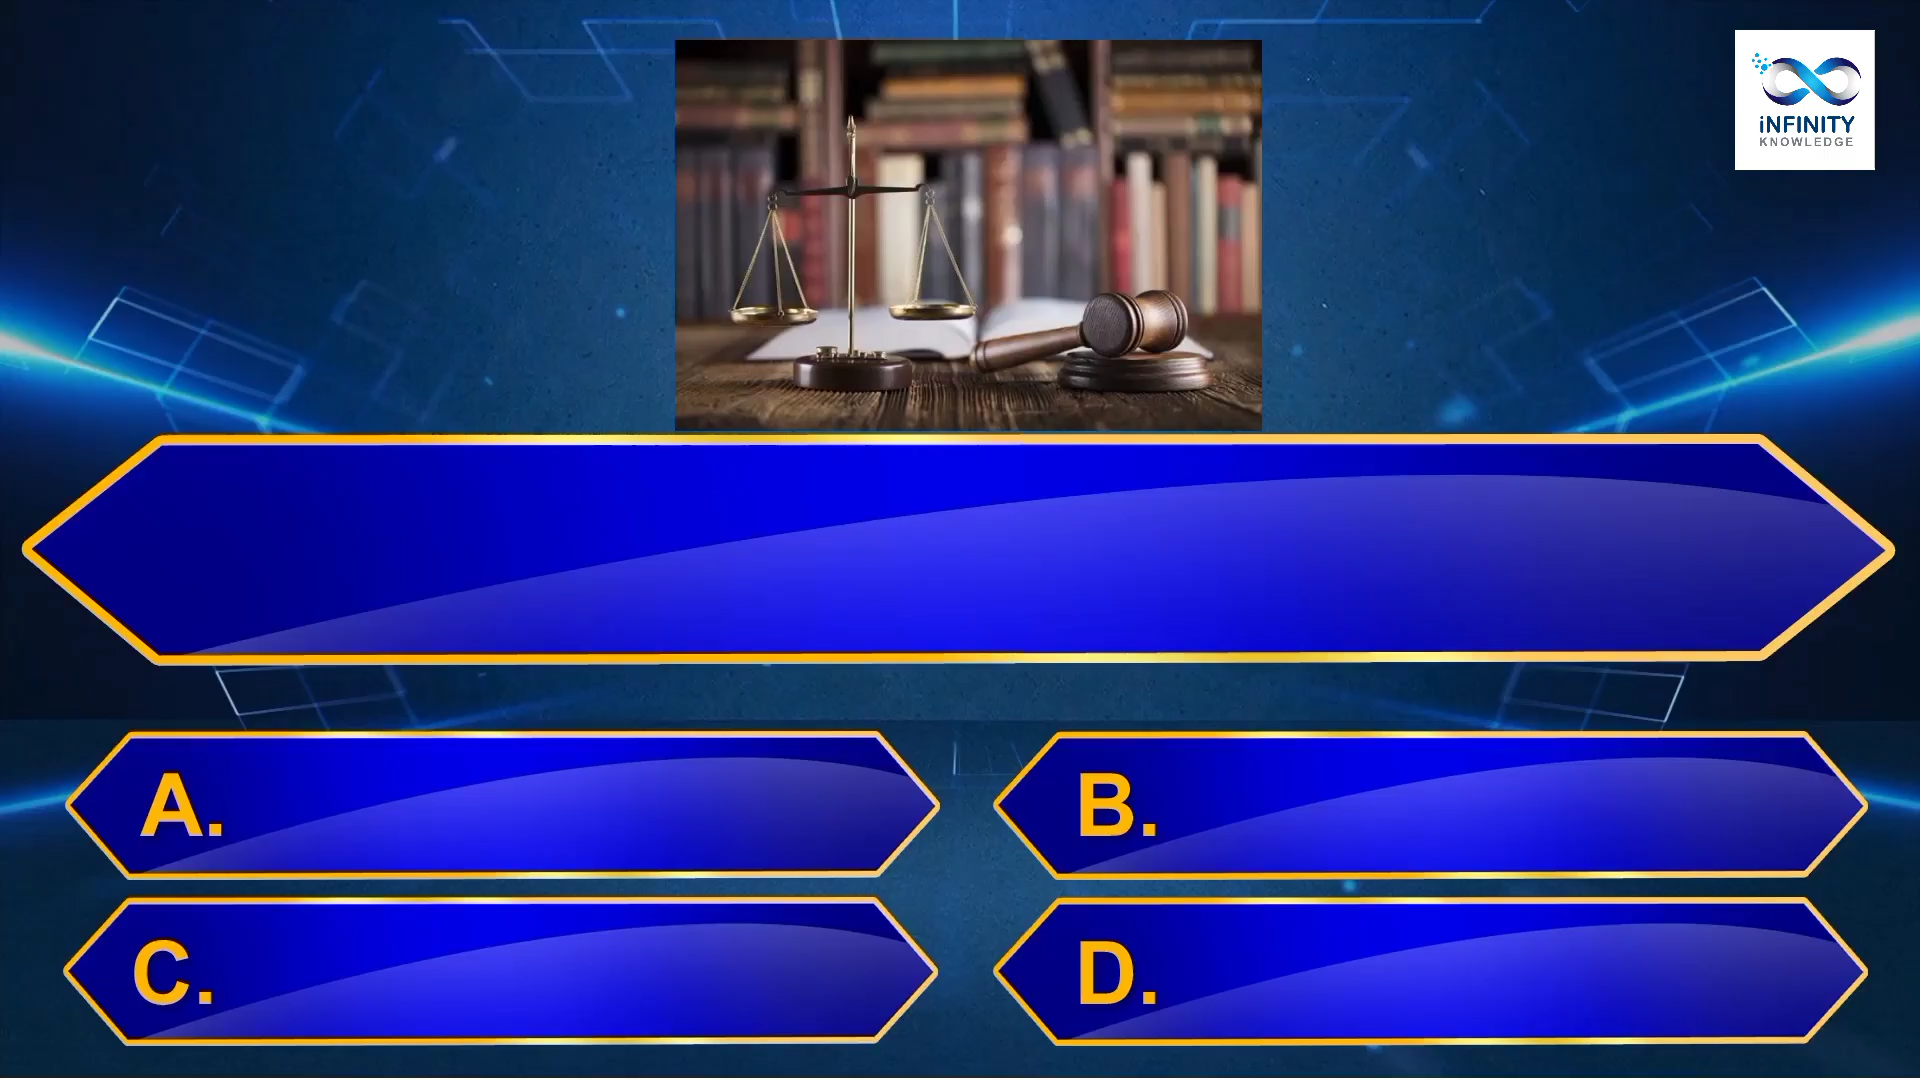 iNFINITY
KNOWLEDGE
A.
B.
C.
D.